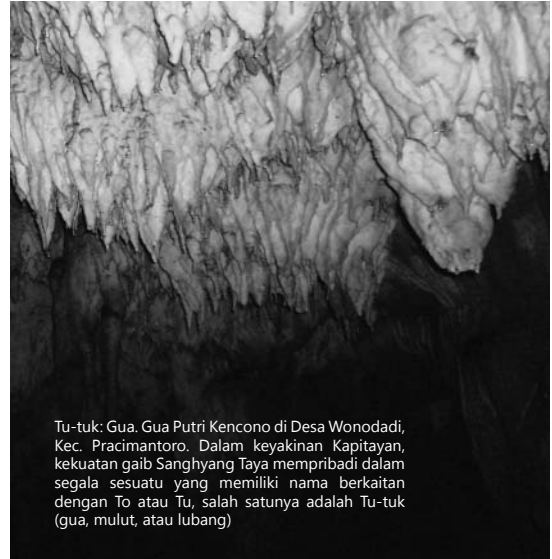 Tu-tuk: Gua. Gua Putri Kencono di Desa Wonodadi,
Kec. Pracimantoro. Dalam keyakinan Kapitayan,
kekuatan gaib Sanghyang Taya mempribadi dalam
segala sesuatu yang memiliki nama berkaitan
dengan To atau Tu, salah satunya adalah Tu-tuk
(gua, mulut, atau lubang)